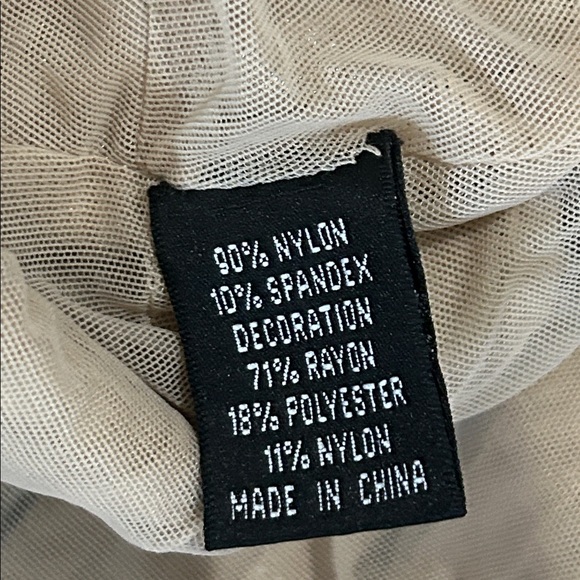 90% NYLON
10% SPANDEX
DECORATION
71% RAYON
18% POLYESTER
11% NYLON
MADE IN CHINA